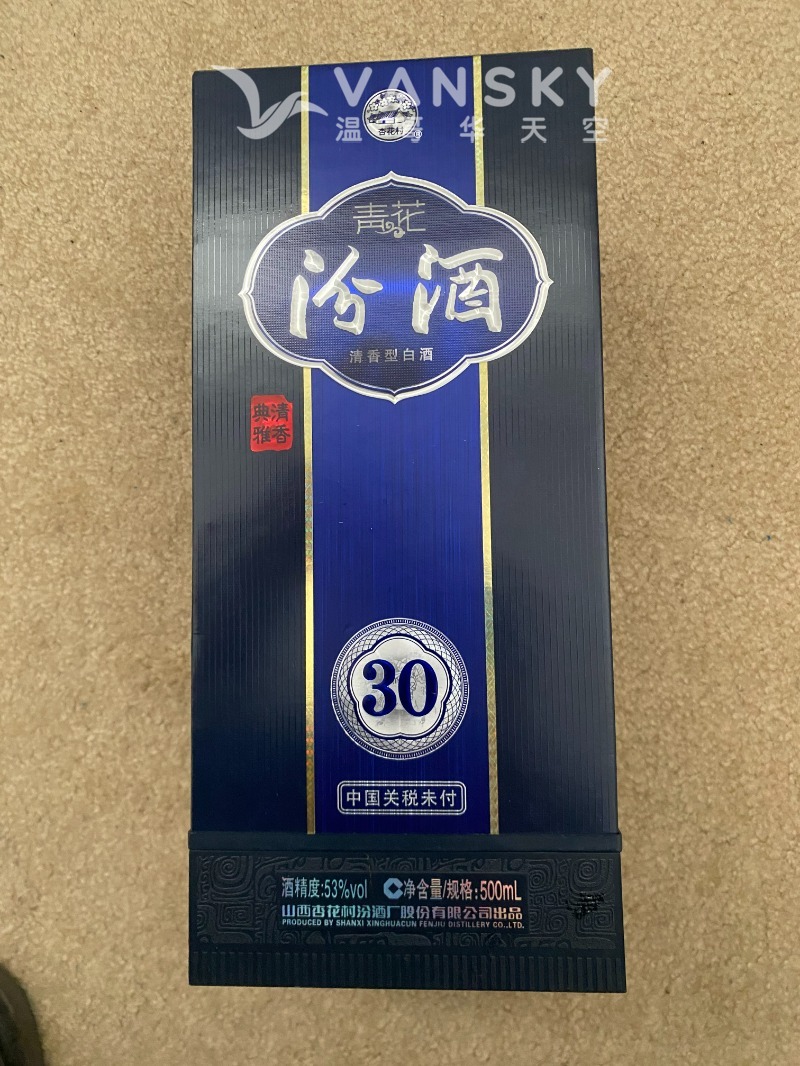 VANSKY
温哥华天空
杏花村
青花
汾酒
清香型白酒
清香
典雅
30
中国关税未付
酒精度:53%vol 净含量/规格:500mL
山西杏花村汾酒厂股份有限公司出品
PRODUCED BY SHANXI XINGHUACUN FENJIU DISTILLERY CO.,LTD.